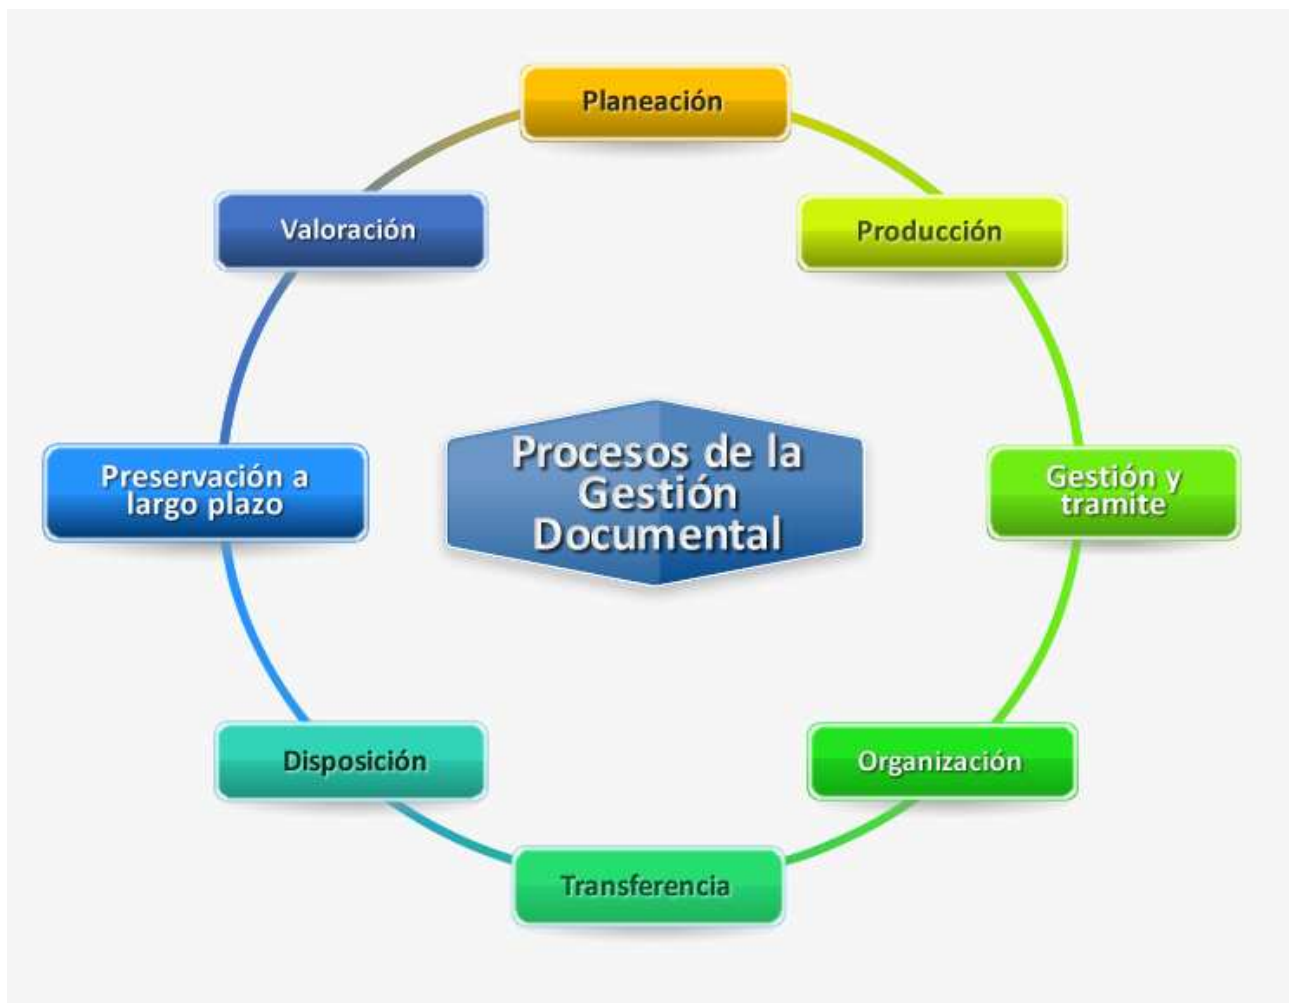 Planeación
Valoración
Producción
Procesos de la
Gestión
Documental
Preservación a
largo plazo
Gestión y
tramite
Disposición
Organización
Transferencia